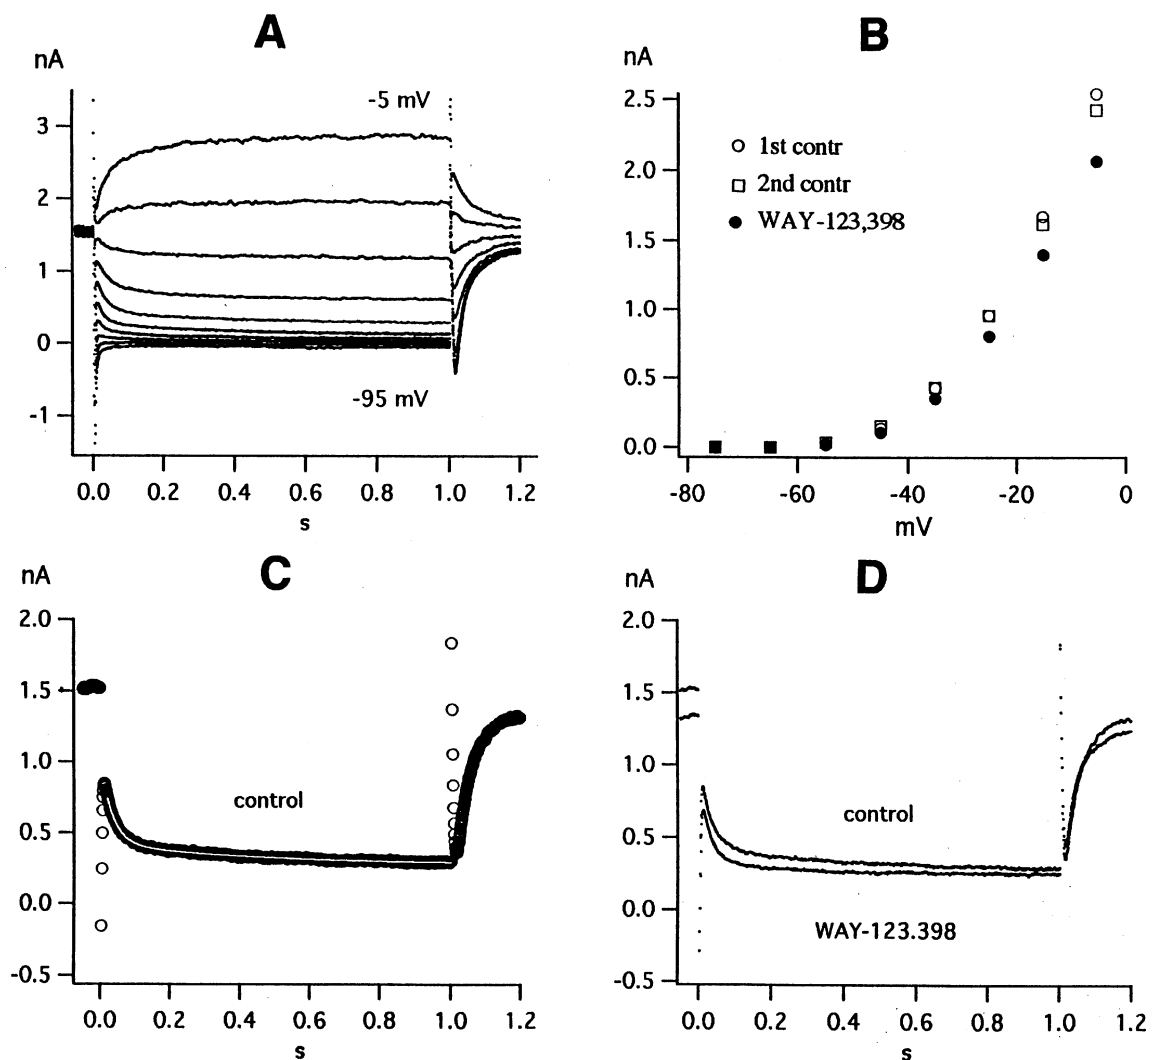 A
nA
-5 mV
3
2
1
0
-1
-95 mV
0.0 0.2 0.4 0.6 0.8 1.0 1.2
s
B
nA
2.5
2.0
1.5
1.0
0.5
0.0
1st contr
2nd contr
WAY-123,398
-80 -60 -40 -20 0
mV
C
nA
2.0
1.5
1.0
0.5
0.0
-0.5
control
0.0 0.2 0.4 0.6 0.8 1.0 1.2
s
D
nA
2.0
1.5
1.0
0.5
0.0
-0.5
control
WAY-123.398
0.0 0.2 0.4 0.6 0.8 1.0 1.2
s